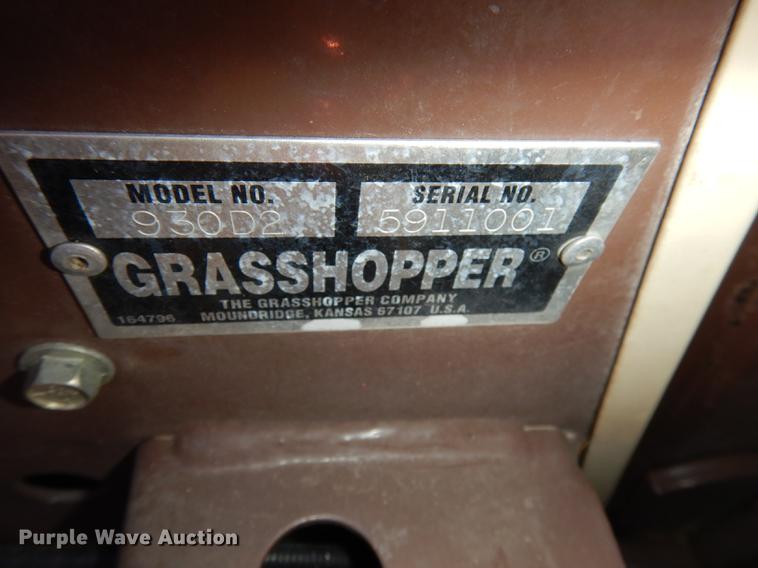 MODEL NO. SERIAL NO.
930D2 5911001
GRASSHOPPER®
THE GRASSHOPPER COMPANY
164796 MOUNDRIDGE, KANSAS 67107 U.S.A.
Purple Wave Auction